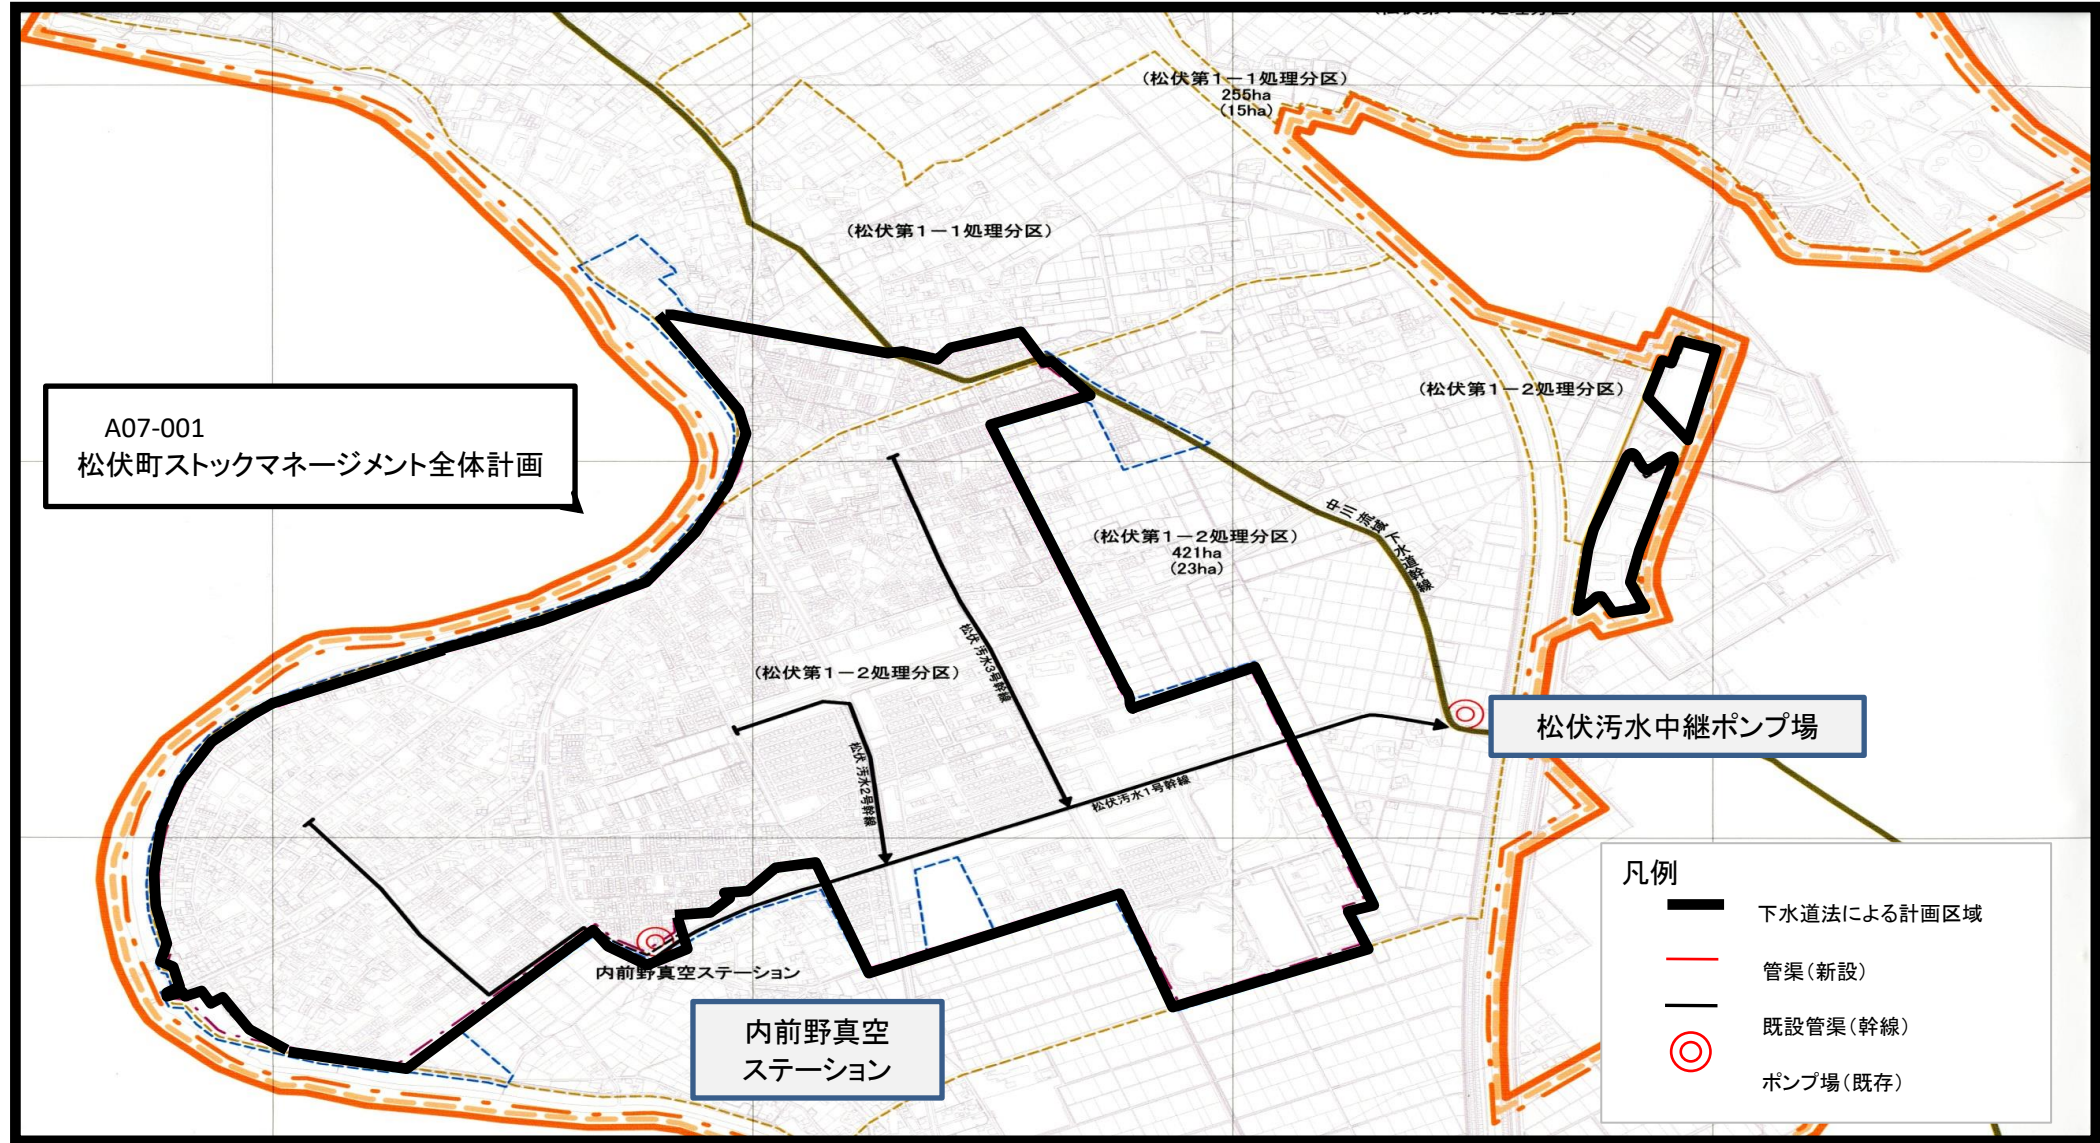 (松伏第1-1処理分区)
255ha
(15ha)
(松伏第1-1処理分区)
(松伏第1-2処理分区)
A07-001
松伏町ストックマネージメント全体計画
(松伏第1-2処理分区)
421ha
(23ha)
中川流域下水道幹線
松伏汚水3号幹線
(松伏第1-2処理分区)
松伏汚水2号幹線
松伏汚水1号幹線
松伏汚水中継ポンプ場
内前野真空ステーション
内前野真空
ステーション
凡例
下水道法による計画区域
管渠(新設)
既設管渠(幹線)
ポンプ場(既存)